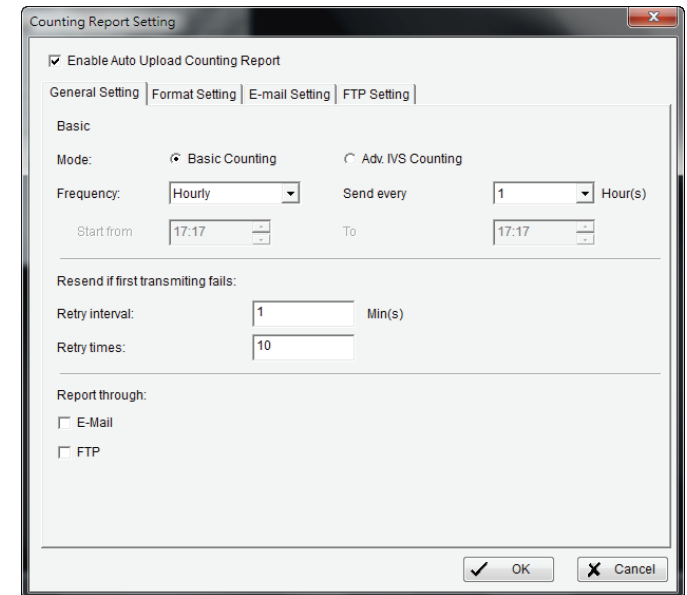 Counting Report Setting
Enable Auto Upload Counting Report
General Setting Format Setting E-mail Setting FTP Setting
Basic
Mode: Basic Counting Adv. IVS Counting
Frequency: Hourly Send every 1 Hour(s)
Start from 17:17 To 17:17
Resend if first transmiting fails:
Retry interval: 1 Min(s)
Retry times: 10
Report through:
E-Mail
FTP
OK Cancel